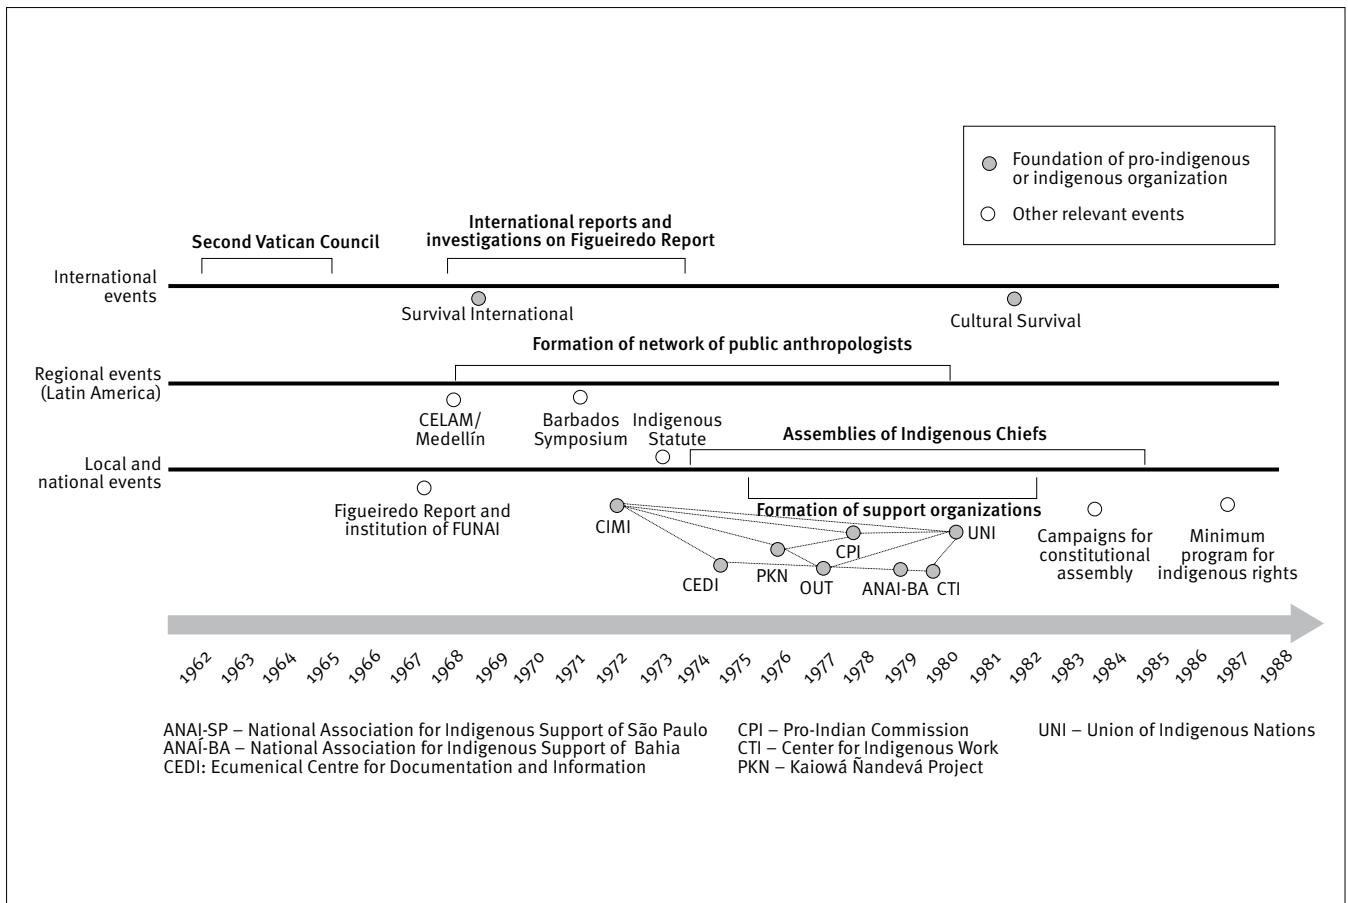 Foundation of pro-indigenous
or indigenous organization
Other relevant events
International reports and
investigations on Figueiredo Report
Second Vatican Council
International
events
Survival International
Cultural Survival
Formation of network of public anthropologists
Regional events
(Latin America)
CELAM/
Medellín
Barbados
Symposium
Indigenous
Statute
Assemblies of Indigenous Chiefs
Local and
national events
Figueiredo Report and
institution of FUNAI
Formation of support organizations
CIMI
CEDI
PKN
OUT
CPI
ANAI-BA
CTI
UNI
Campaigns for
constitutional
assembly
Minimum
program for
indigenous rights
1962 1963 1964 1965 1966 1967 1968 1969 1970 1971 1972 1973 1974 1975 1976 1977 1978 1979 1980 1981 1982 1983 1984 1985 1986 1987 1988
ANAÍ-SP – National Association for Indigenous Support of São Paulo
ANAÍ-BA – National Association for Indigenous Support of Bahia
CEDI: Ecumenical Centre for Documentation and Information
CPI – Pro-Indian Commission
CTI – Center for Indigenous Work
PKN – Kaiowá Ñandevá Project
UNI – Union of Indigenous Nations